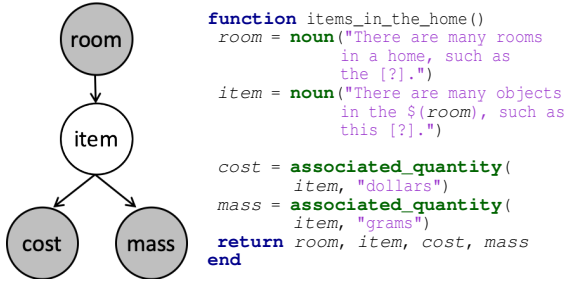 room
item
cost
mass
function items_in_the_home()
room = noun("There are many rooms
in a home, such as
the [?].")
item = noun("There are many objects
in the $(room), such as
this [?].")
cost = associated_quantity(
item, "dollars")
mass = associated_quantity(
item, "grams")
return room, item, cost, mass
end